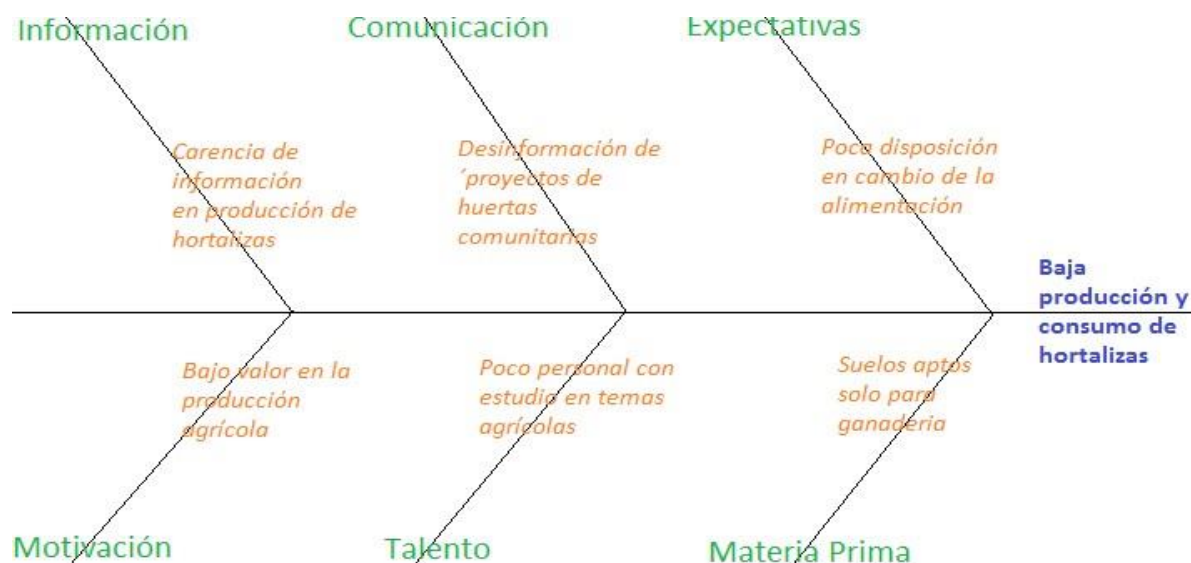 Información
Comunicación
Expectativas
Carencia de
información
en producción de
hortalizas
Desinformación de
´proyectos de
huertas
comunitarias
Poca disposición
en cambio de la
alimentación
Baja
producción y
consumo de
hortalizas
Bajo valor en la
producción
agrícola
Poco personal con
estudio en temas
agrícolas
Suelos aptos
solo para
ganaderia
Motivación
Talento
Materia Prima